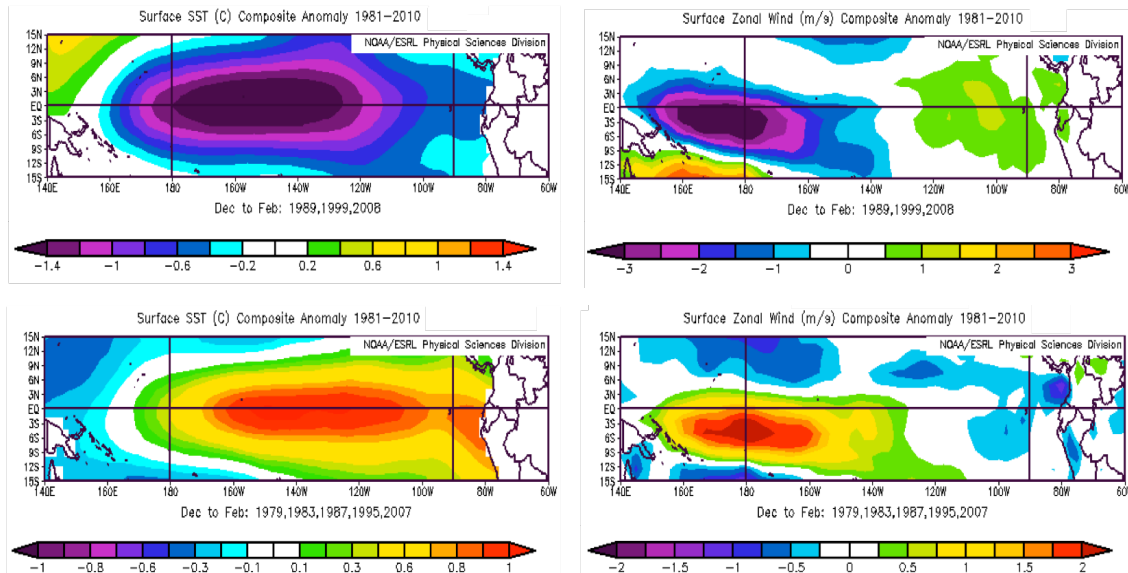 Surface SST (C) Composite Anomaly 1981-2010
NOAA/ESRL Physical Sciences Division
15N
12N
9N
6N
3N
EQ
3S
6S
9S
12S
15S
140E 160E 180 160W 140W 120W 100W 80W 60W
Dec to Feb: 1989,1999,2008
-1.4 -1 -0.6 -0.2 0.2 0.6 1 1.4
Surface Zonal Wind (m/s) Composite Anomaly 1981-2010
NOAA/ESRL Physical Sciences Division
15N
12N
9N
6N
3N
EQ
3S
6S
9S
12S
15S
140E 160E 180 160W 140W 120W 100W 80W 60W
Dec to Feb: 1989,1999,2008
-3 -2 -1 0 1 2 3
Surface SST (C) Composite Anomaly 1981-2010
NOAA/ESRL Physical Sciences Division
15N
12N
9N
6N
3N
EQ
3S
6S
9S
12S
15S
140E 160E 180 160W 140W 120W 100W 80W 60W
Dec to Feb: 1979,1983,1987,1995,2007
-1 -0.8 -0.6 -0.3 -0.1 0.1 0.3 0.6 0.8 1
Surface Zonal Wind (m/s) Composite Anomaly 1981-2010
NOAA/ESRL Physical Sciences Division
15N
12N
9N
6N
3N
EQ
3S
6S
9S
12S
15S
140E 160E 180 160W 140W 120W 100W 80W 60W
Dec to Feb: 1979,1983,1987,1995,2007
-2 -1.5 -1 -0.5 0 0.5 1 1.5 2